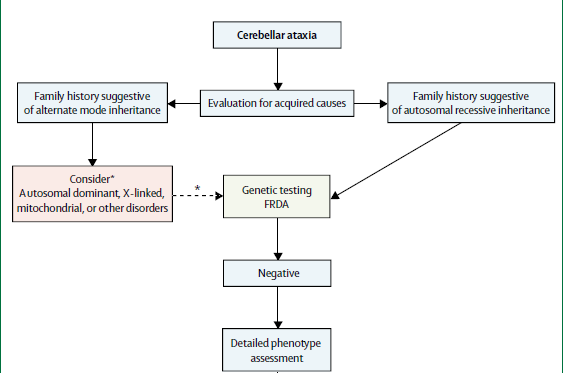 Cerebellar ataxia
Family history suggestive
of alternate mode inheritance
Evaluation for acquired causes
Family history suggestive
of autosomal recessive inheritance
Consider*
Autosomal dominant, X-linked,
mitochondrial, or other disorders
*
Genetic testing
FRDA
Negative
Detailed phenotype
assessment